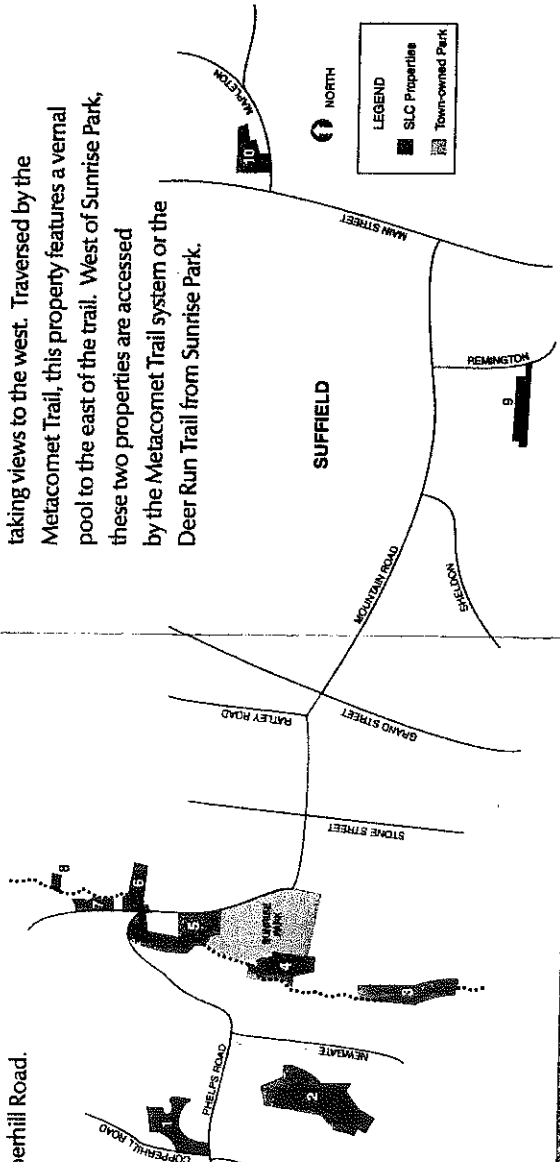 perhill Road.
taking views to the west. Traversed by the
Metacomet Trail, this property features a vernal
pool to the east of the trail. West of Sunrise Park,
these two properties are accessed
by the Metacomet Trail system or the
Deer Run Trail from Sunrise Park.
MAPLETON
10
NORTH
LEGEND
SLC Properties
Town-owned Park
MAIN STREET
SUFFIELD
REMINGTON
9
MOUNTAIN ROAD
SHELDON
RATLEY ROAD
GRAND STREET
STONE STREET
8
7
6
5
SUNRISE
PARK
4
3
NEWGATE
2
PHELPS ROAD
1
COPPERHILL ROAD